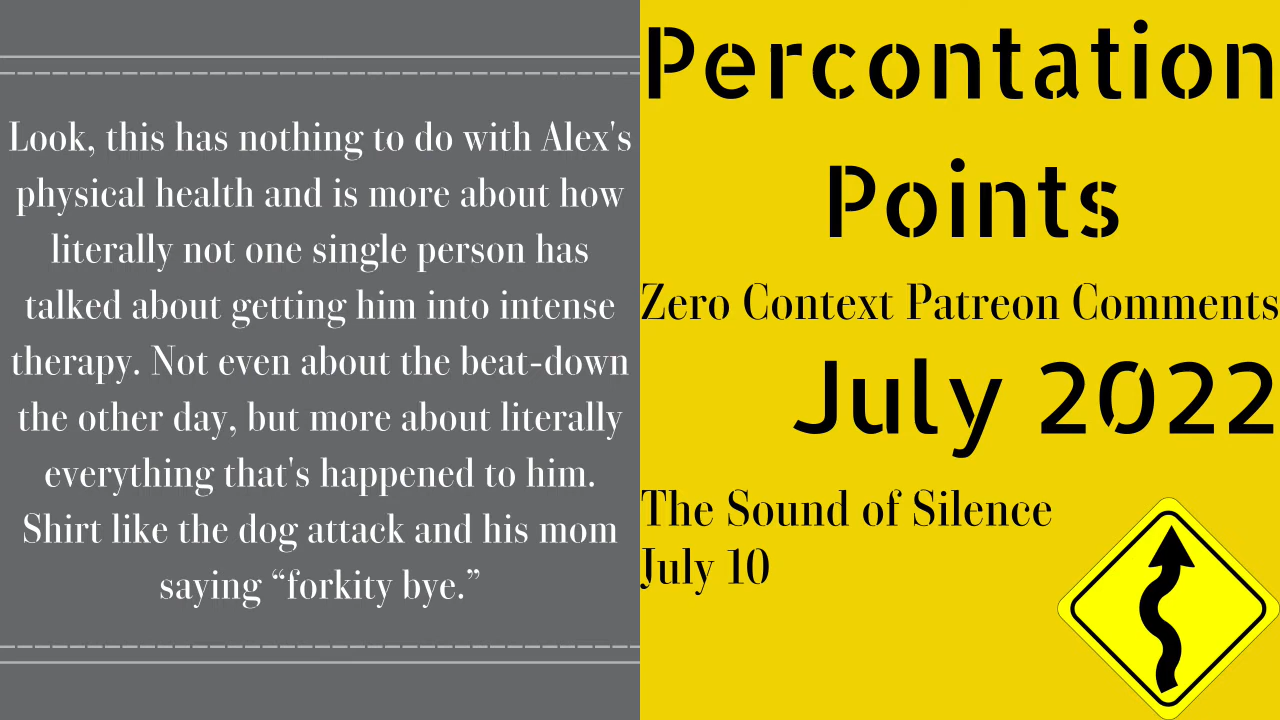 Look, this has nothing to do with Alex's
physical health and is more about how
literally not one single person has
talked about getting him into intense
therapy. Not even about the beat-down
the other day, but more about literally
everything that's happened to him.
Shirt like the dog attack and his mom
saying “forkity bye.”
Percontation
Points
Zero Context Patreon Comments
July 2022
The Sound of Silence
July 10